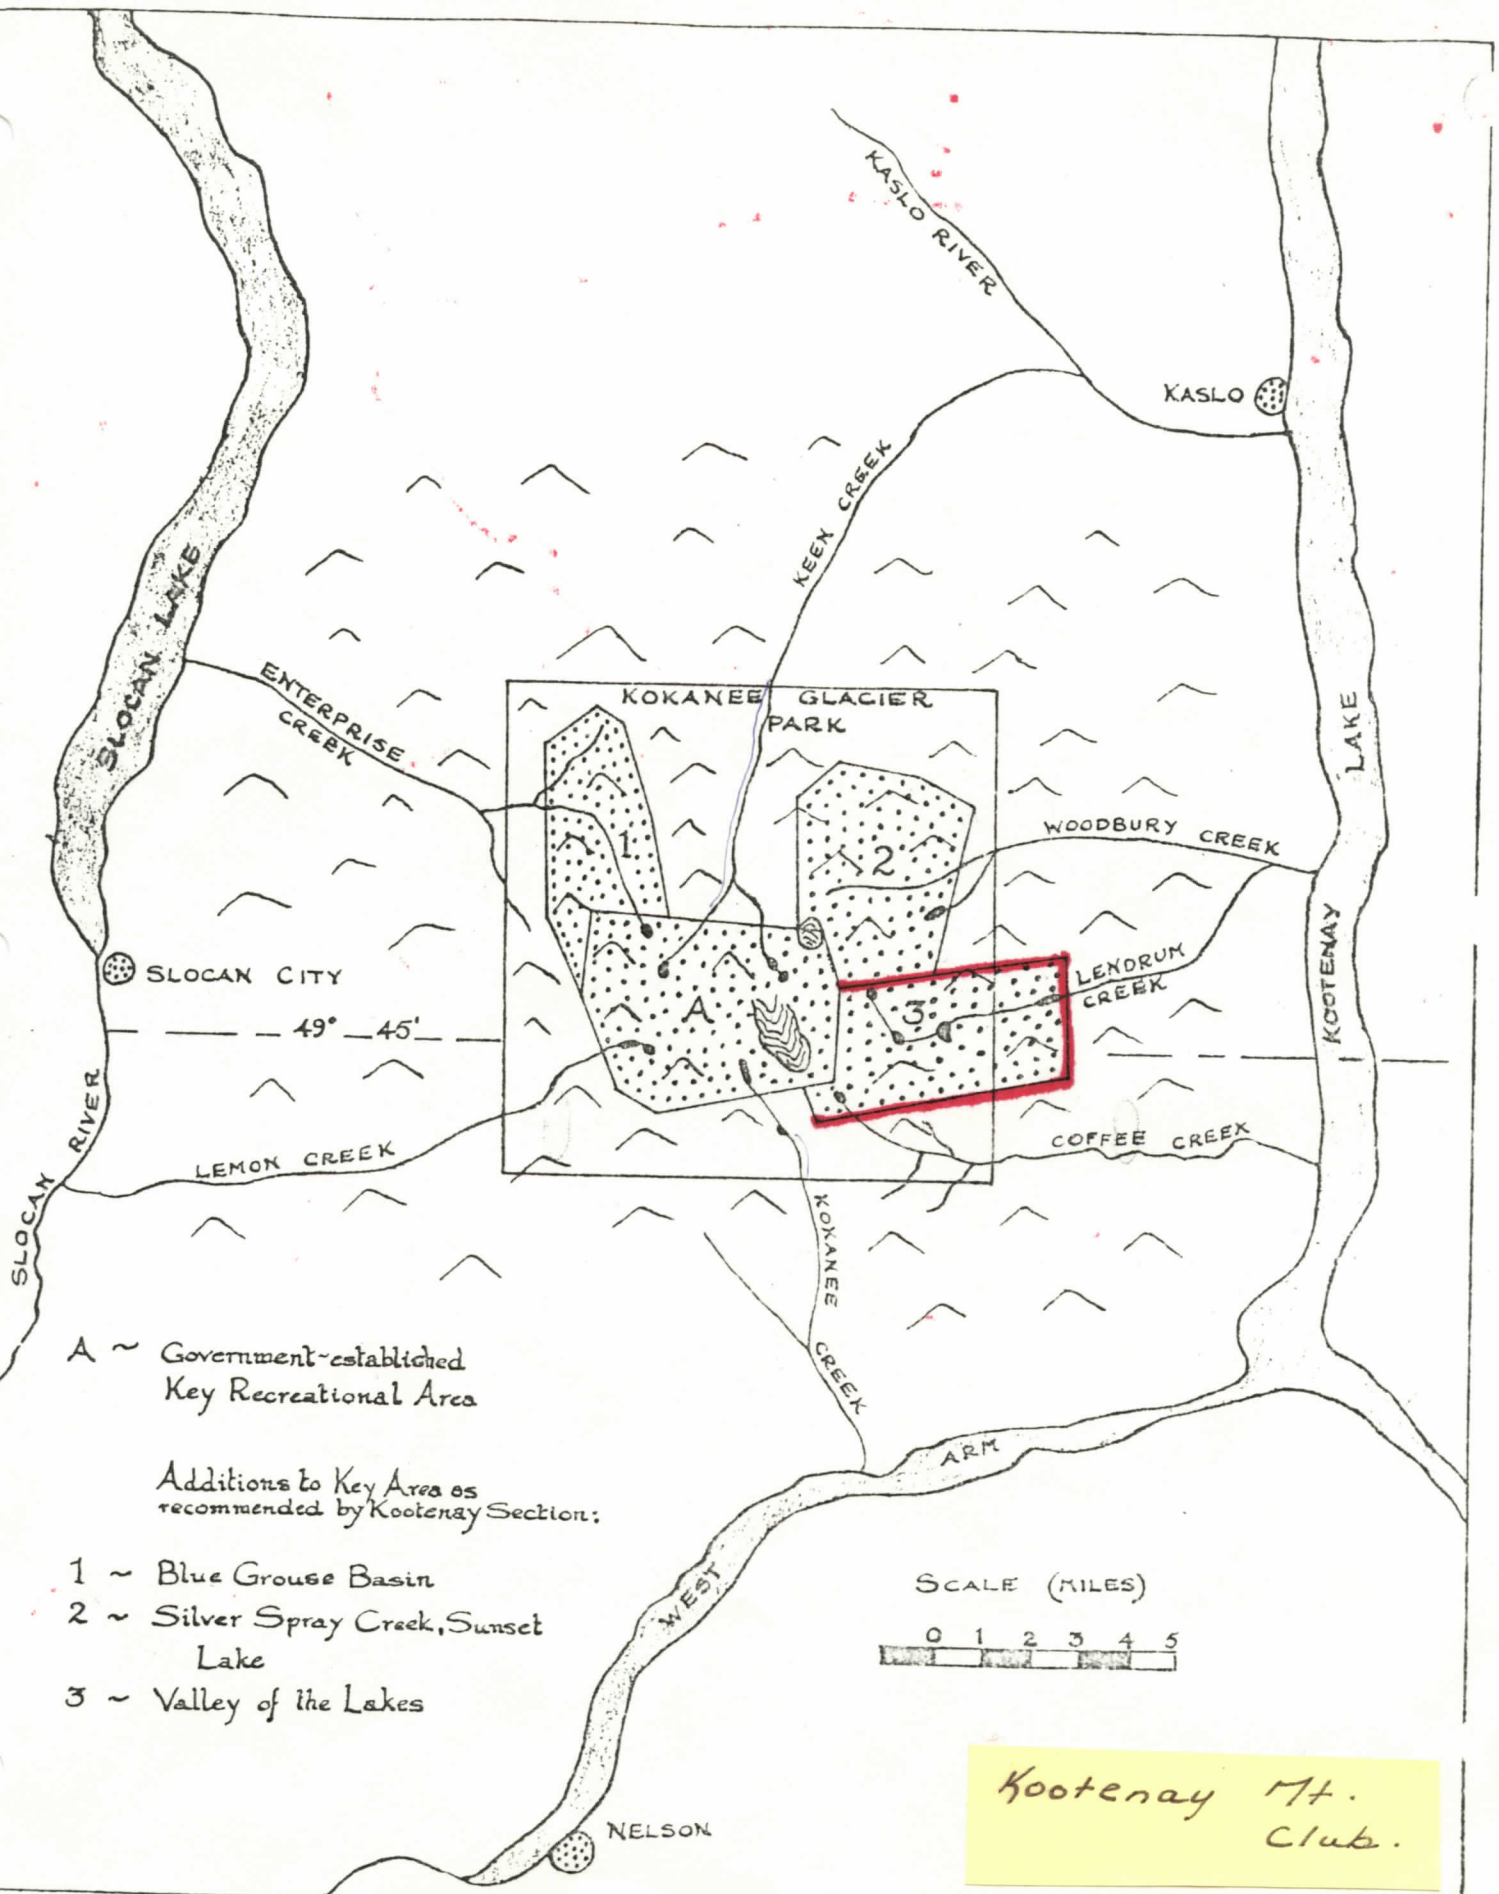 KASLO RIVER
KASLO
KEEN CREEK
SLOCAN LAKE
ENTERPRISE
CREEK
KOKANEE GLACIER
PARK
KOOTENAY LAKE
WOODBURY CREEK
1
2
LENDRUM
CREEK
SLOCAN CITY
A
3
49° 45'
SLOCAN RIVER
LEMON CREEK
COFFEE CREEK
KOKANEE CREEK
A ~ Government-established
Key Recreational Area
Additions to Key Area as
recommended by Kootenay Section:
1 ~ Blue Grouse Basin
2 ~ Silver Spray Creek, Sunset
Lake
3 ~ Valley of the Lakes
WEST ARM
SCALE (MILES)
0 1 2 3 4 5
NELSON
Kootenay Mt.
Club.